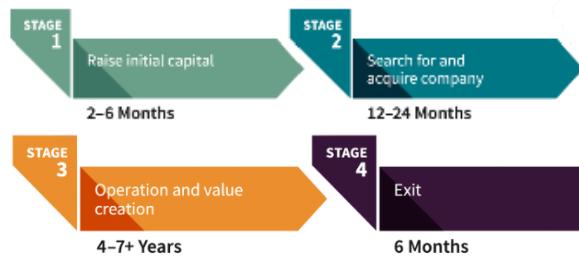 STAGE
1
Raise initial capital
2–6 Months
STAGE
2
Search for and
acquire company
12–24 Months
STAGE
3
Operation and value
creation
4–7+ Years
STAGE
4
Exit
6 Months